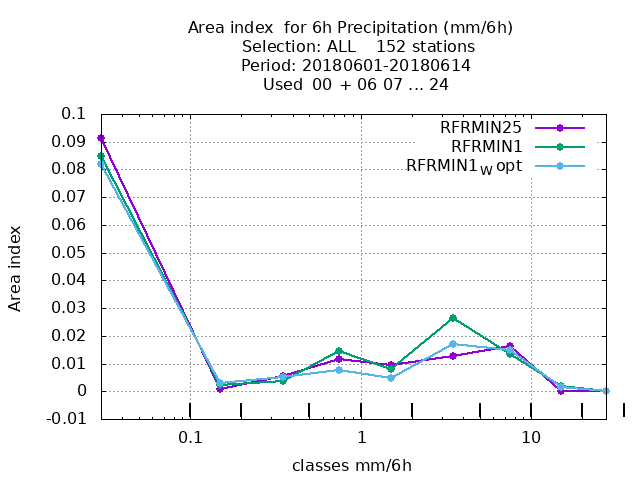 Area index  for 6h Precipitation (mm/6h)
Selection: ALL    152 stations
Period: 20180601-20180614
Used  00 + 06 07 ... 24
RFRMIN25
RFRMIN1
RFRMIN1W opt
0.1
0.09
0.08
0.07
0.06
0.05
0.04
0.03
0.02
0.01
0
-0.01
Area index
0.1 1 10
classes mm/6h